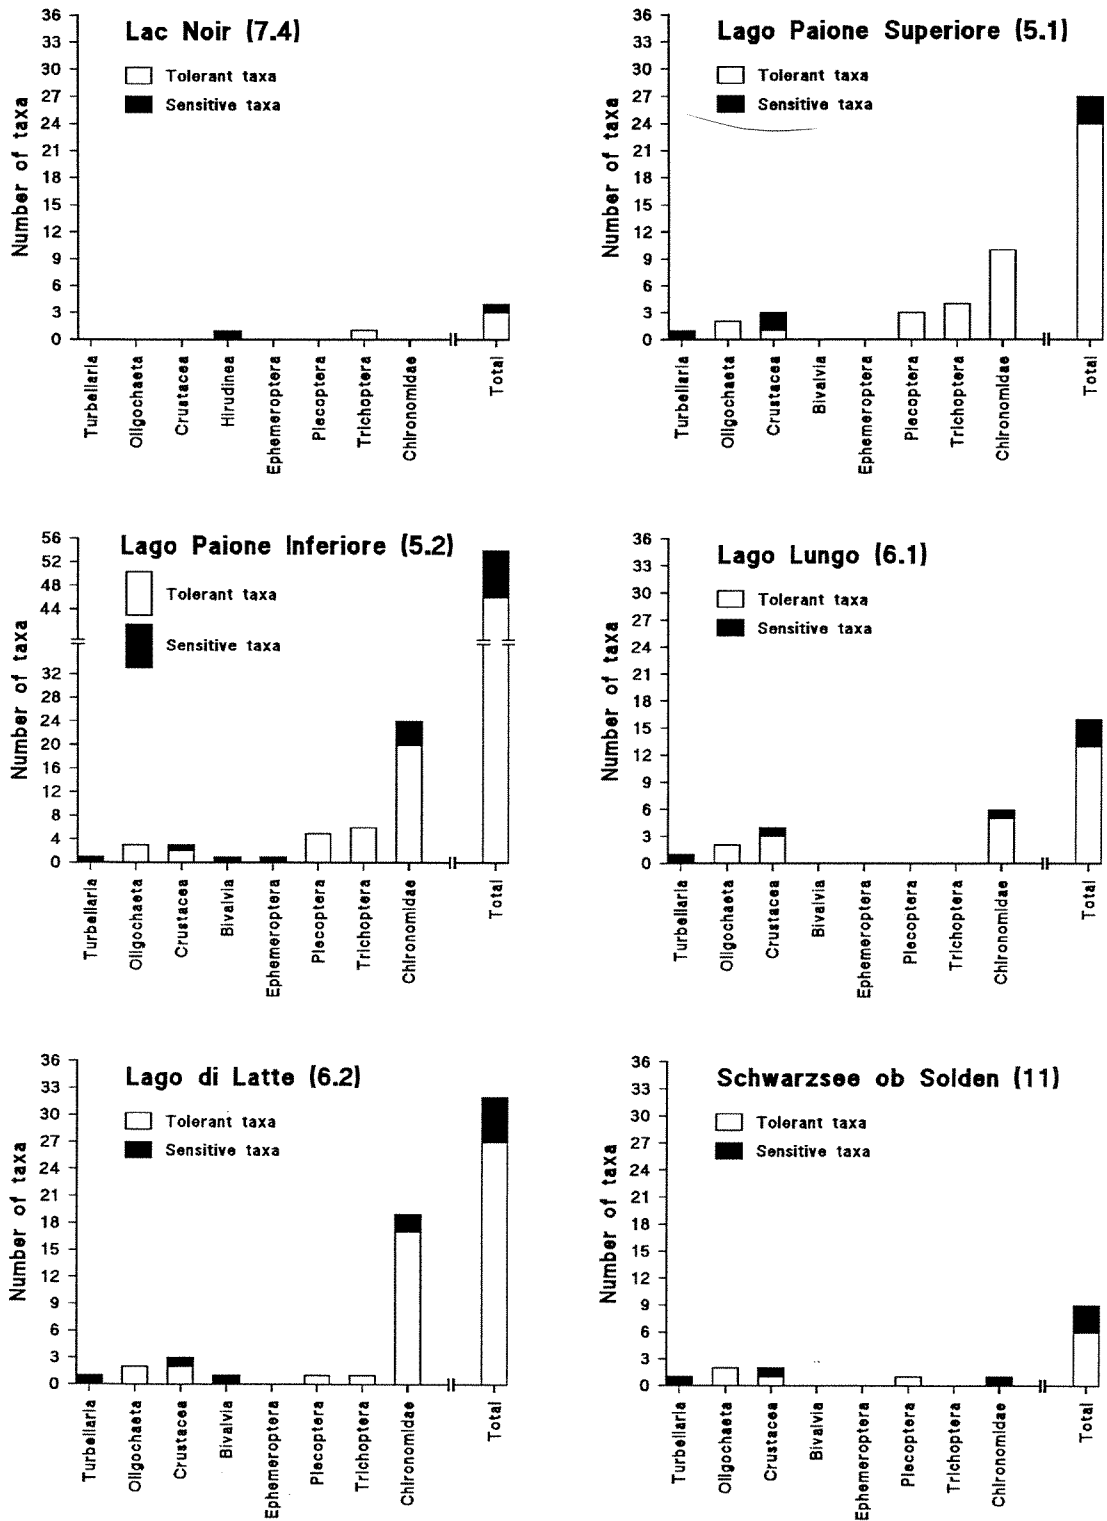 Lac Noir (7.4)
Tolerant taxa
Sensitive taxa
Number of taxa
36
33
30
27
24
21
18
15
12
9
6
3
0
Turbellaria
Oligochaeta
Crustacea
Hirudinea
Ephemeroptera
Plecoptera
Trichoptera
Chironomidae
Total
Lago Paione Superiore (5.1)
Tolerant taxa
Sensitive taxa
Number of taxa
36
33
30
27
24
21
18
15
12
9
6
3
0
Turbellaria
Oligochaeta
Crustacea
Bivalvia
Ephemeroptera
Plecoptera
Trichoptera
Chironomidae
Total
Lago Paione Inferiore (5.2)
Tolerant taxa
Sensitive taxa
Number of taxa
56
52
48
44
32
28
24
20
16
12
8
4
0
Turbellaria
Oligochaeta
Crustacea
Bivalvia
Ephemeroptera
Plecoptera
Trichoptera
Chironomidae
Total
Lago Lungo (6.1)
Tolerant taxa
Sensitive taxa
Number of taxa
36
33
30
27
24
21
18
15
12
9
6
3
0
Turbellaria
Oligochaeta
Crustacea
Bivalvia
Ephemeroptera
Plecoptera
Trichoptera
Chironomidae
Total
Lago di Latte (6.2)
Tolerant taxa
Sensitive taxa
Number of taxa
36
33
30
27
24
21
18
15
12
9
6
3
0
Turbellaria
Oligochaeta
Crustacea
Bivalvia
Ephemeroptera
Plecoptera
Trichoptera
Chironomidae
Total
Schwarzsee ob Solden (11)
Tolerant taxa
Sensitive taxa
Number of taxa
36
33
30
27
24
21
18
15
12
9
6
3
0
Turbellaria
Oligochaeta
Crustacea
Bivalvia
Ephemeroptera
Plecoptera
Trichoptera
Chironomidae
Total